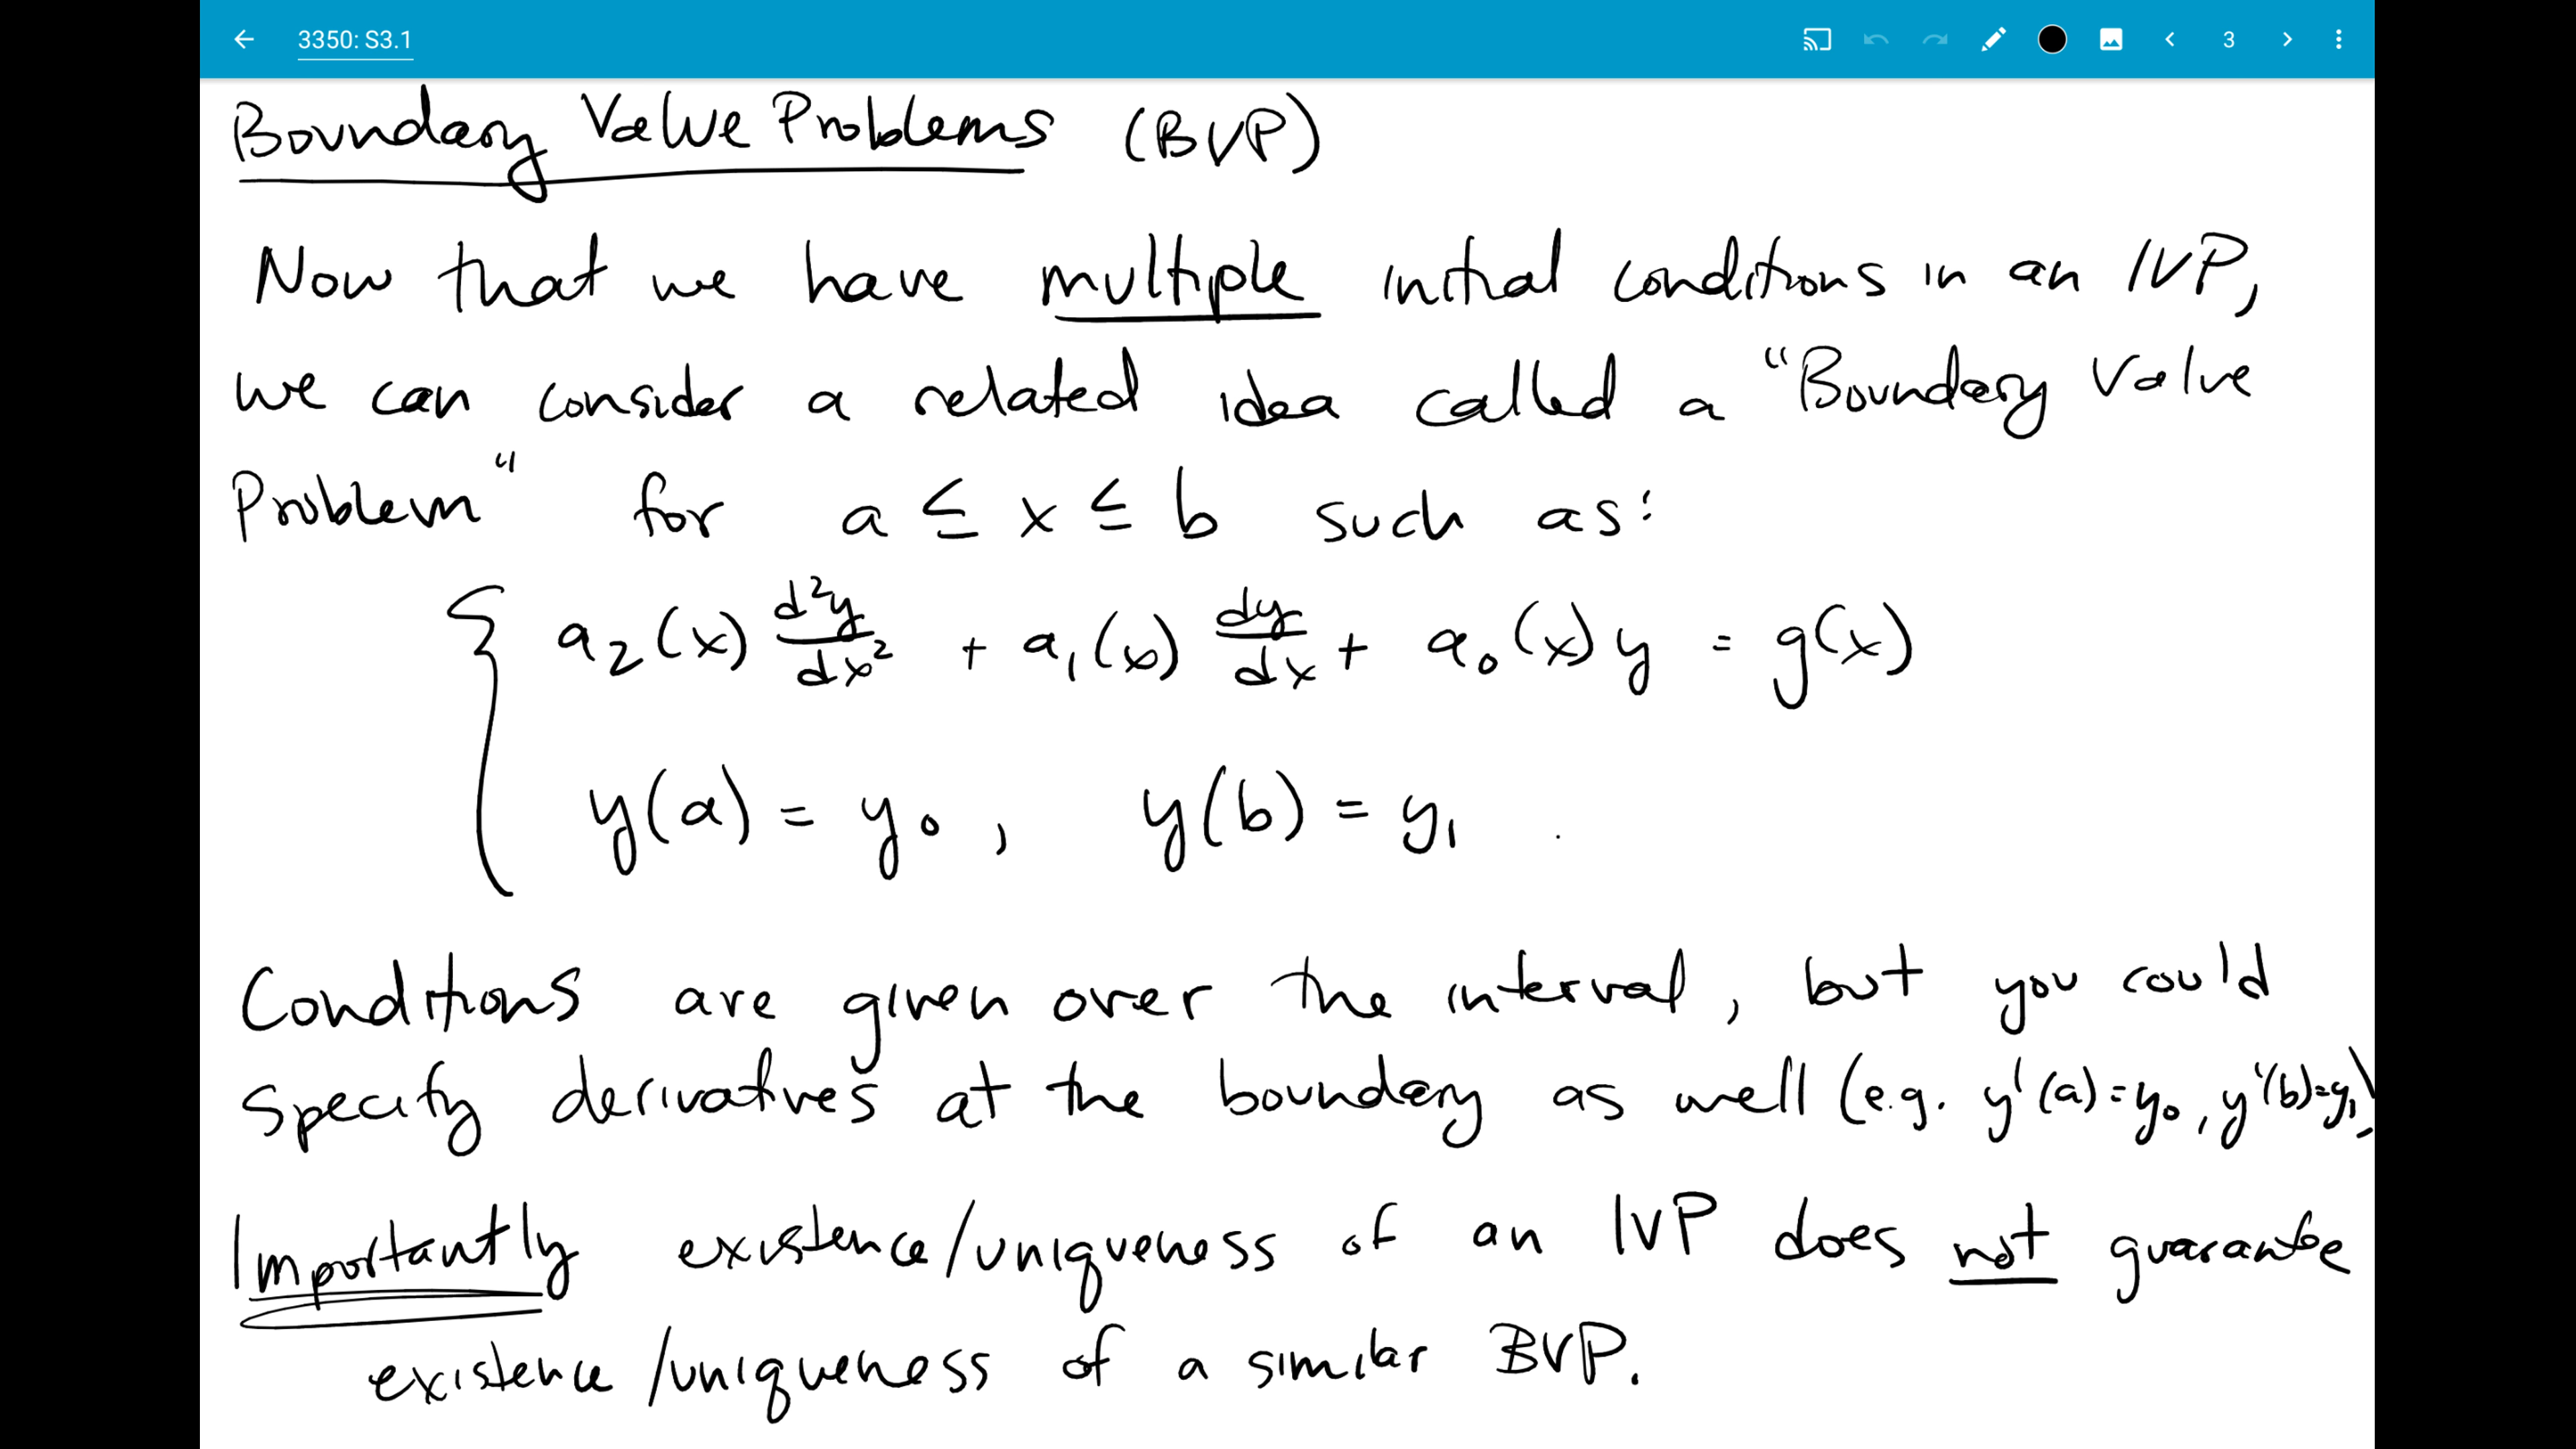 3350: S3.1
3
Boundary Value Problems (BVP)
Now that we have multiple initial conditions in an IVP,
we can consider a related idea called a "Boundary Value
Problem" for a ≤ x ≤ b such as:
{ a₂(x) d²y/dx² + a₁(x) dy/dx + a₀(x) y = g(x)
y(a) = y₀ , y(b) = y₁ .
Conditions are given over the interval, but you could
specify derivatives at the boundary as well (e.g. y'(a)=y₀, y'(b)=y₁)
Importantly existence/uniqueness of an IVP does not guarantee
existence/uniqueness of a similar BVP.